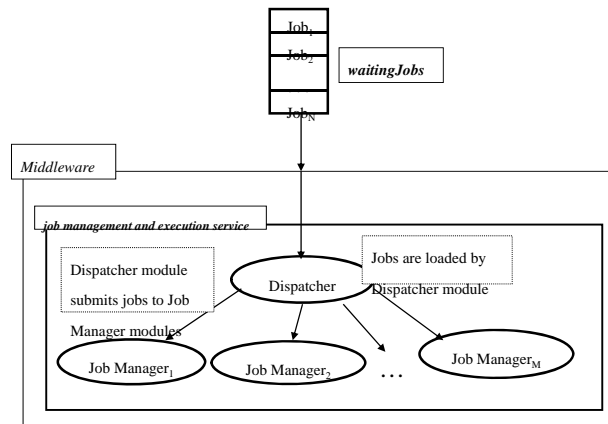 Job1
Job2
waitingJobs
JobN
Middleware
job management and execution service
Dispatcher module
submits jobs to Job
Manager modules
Jobs are loaded by
Dispatcher module
Dispatcher
Job Manager1
Job Manager2
...
Job ManagerM